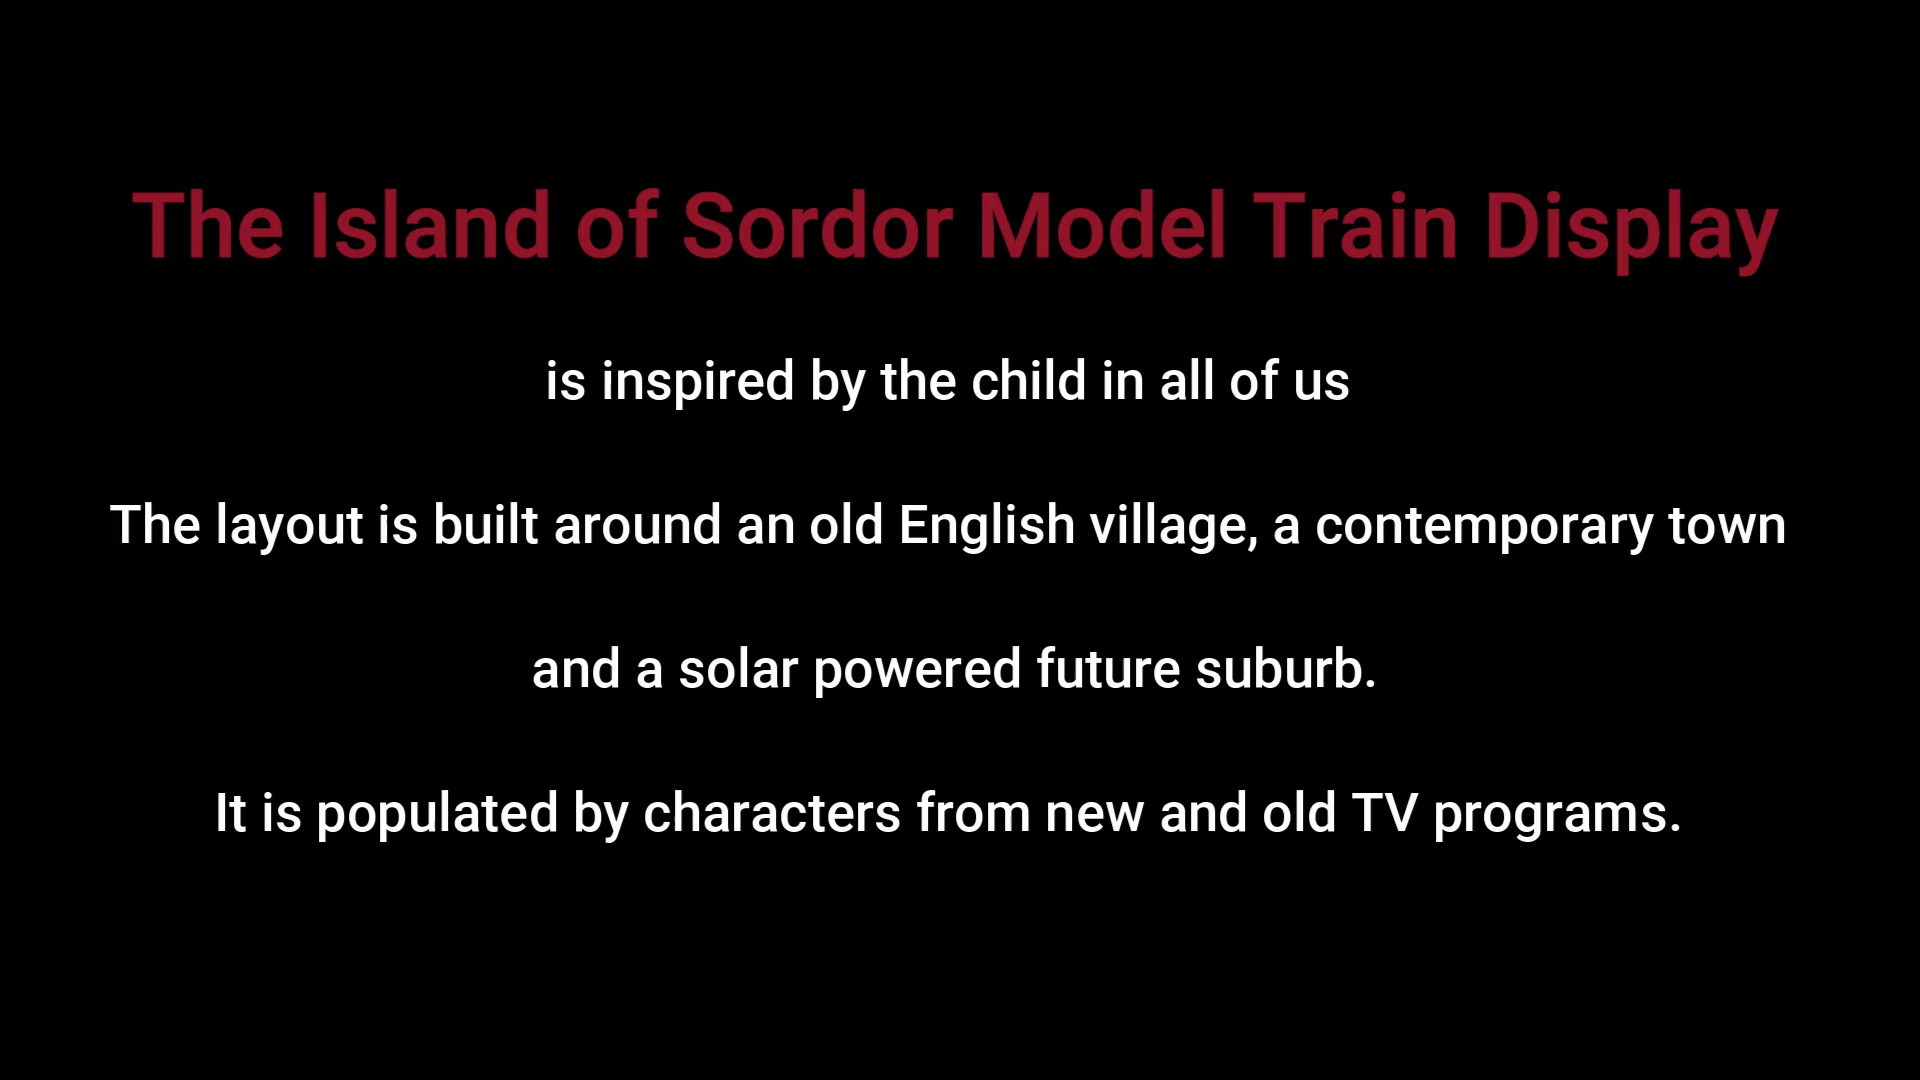 The Island of Sordor Model Train Display
is inspired by the child in all of us
The layout is built around an old English village, a contemporary town
and a solar powered future suburb.
It is populated by characters from new and old TV programs.